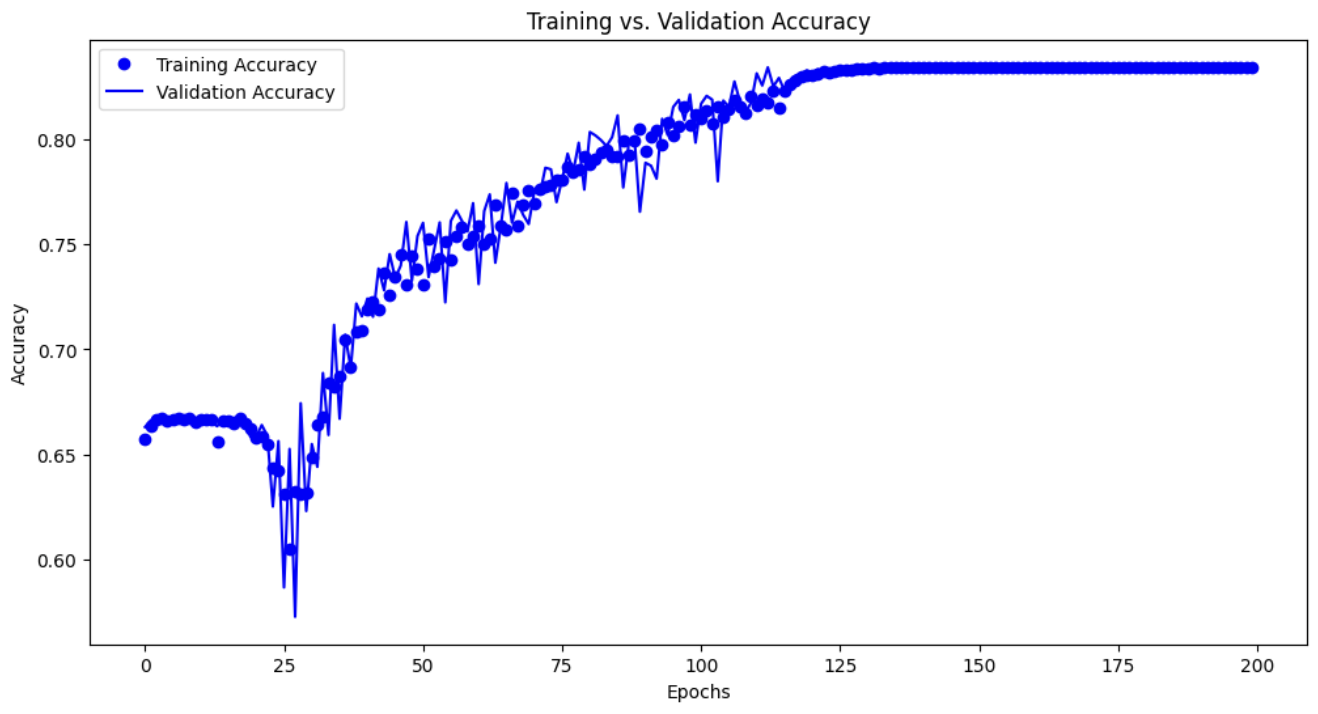 Training vs. Validation Accuracy
Training Accuracy
Validation Accuracy
Accuracy
0.80
0.75
0.70
0.65
0.60
0 25 50 75 100 125 150 175 200
Epochs